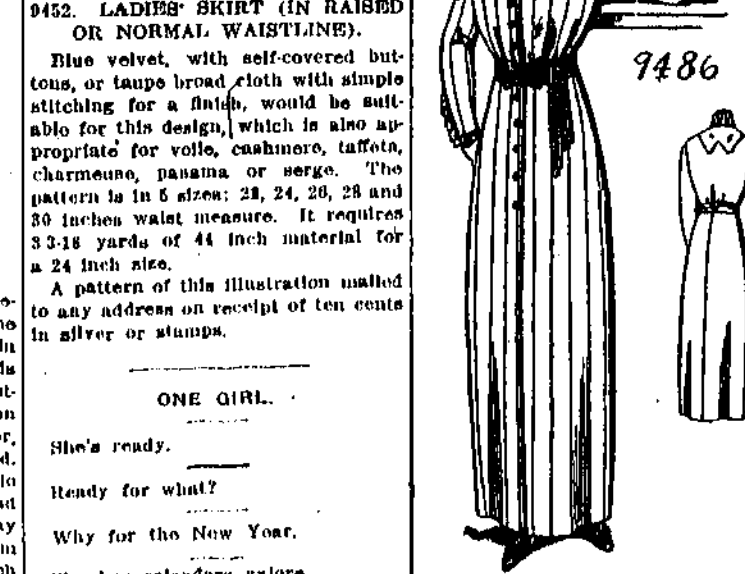 9452. LADIES' SKIRT (IN RAISED
OR NORMAL WAISTLINE).
Blue velvet, with self-covered but-
tons, or taupe broad cloth with simple
stitching for a finish, would be suit-
able for this design, which is also ap-
propriate for voile, cashmere, taffeta,
charmeuse, panama or serge. The
pattern is in 5 sizes: 22, 24, 26, 28 and
30 inches waist measure. It requires
3 3-18 yards of 44 inch material for
a 24 inch size.
A pattern of this illustration mailed
to any address on receipt of ten cents
in silver or stamps.
ONE GIRL.
She's ready.
Ready for what?
Why for the New Year.
calendars galore
9486